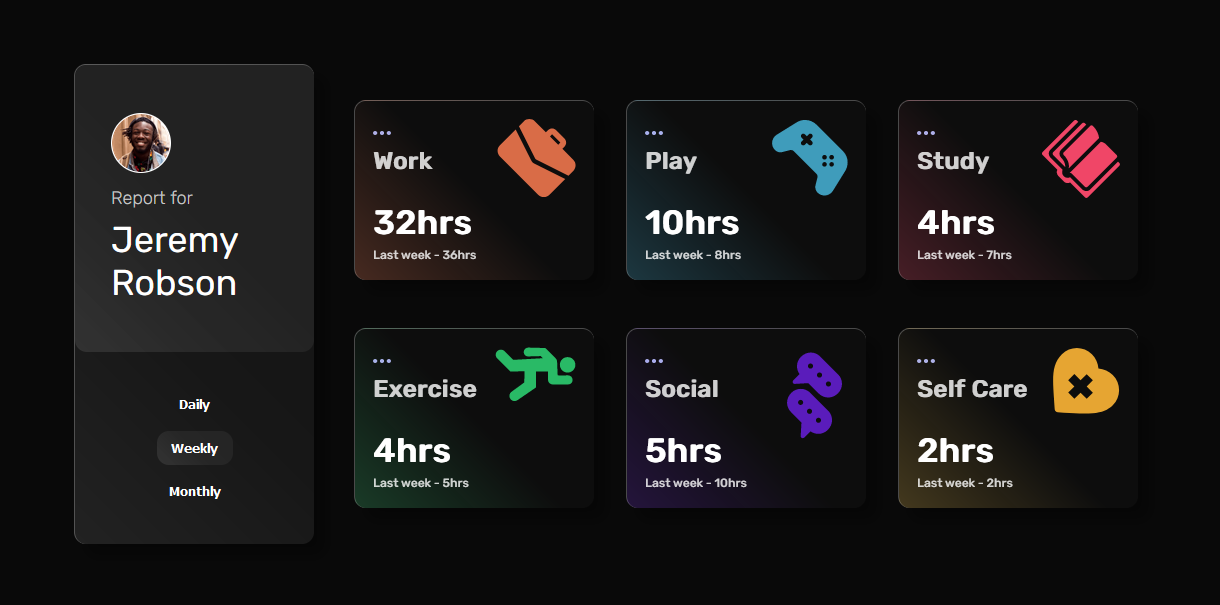 Report for
Jeremy
Robson
Daily
Weekly
Monthly
Work
32hrs
Last week - 36hrs
Play
10hrs
Last week - 8hrs
Study
4hrs
Last week - 7hrs
Exercise
4hrs
Last week - 5hrs
Social
5hrs
Last week - 10hrs
Self Care
2hrs
Last week - 2hrs